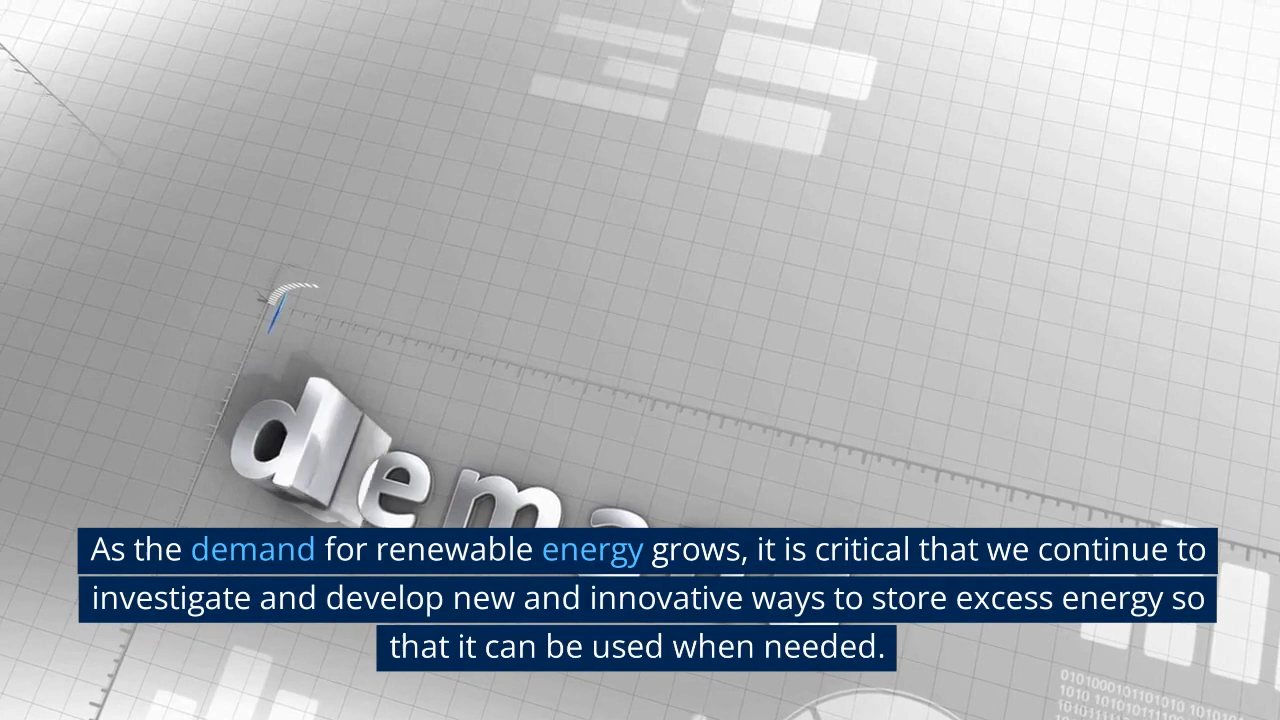 dema
As the demand for renewable energy grows, it is critical that we continue to
investigate and develop new and innovative ways to store excess energy so
that it can be used when needed.